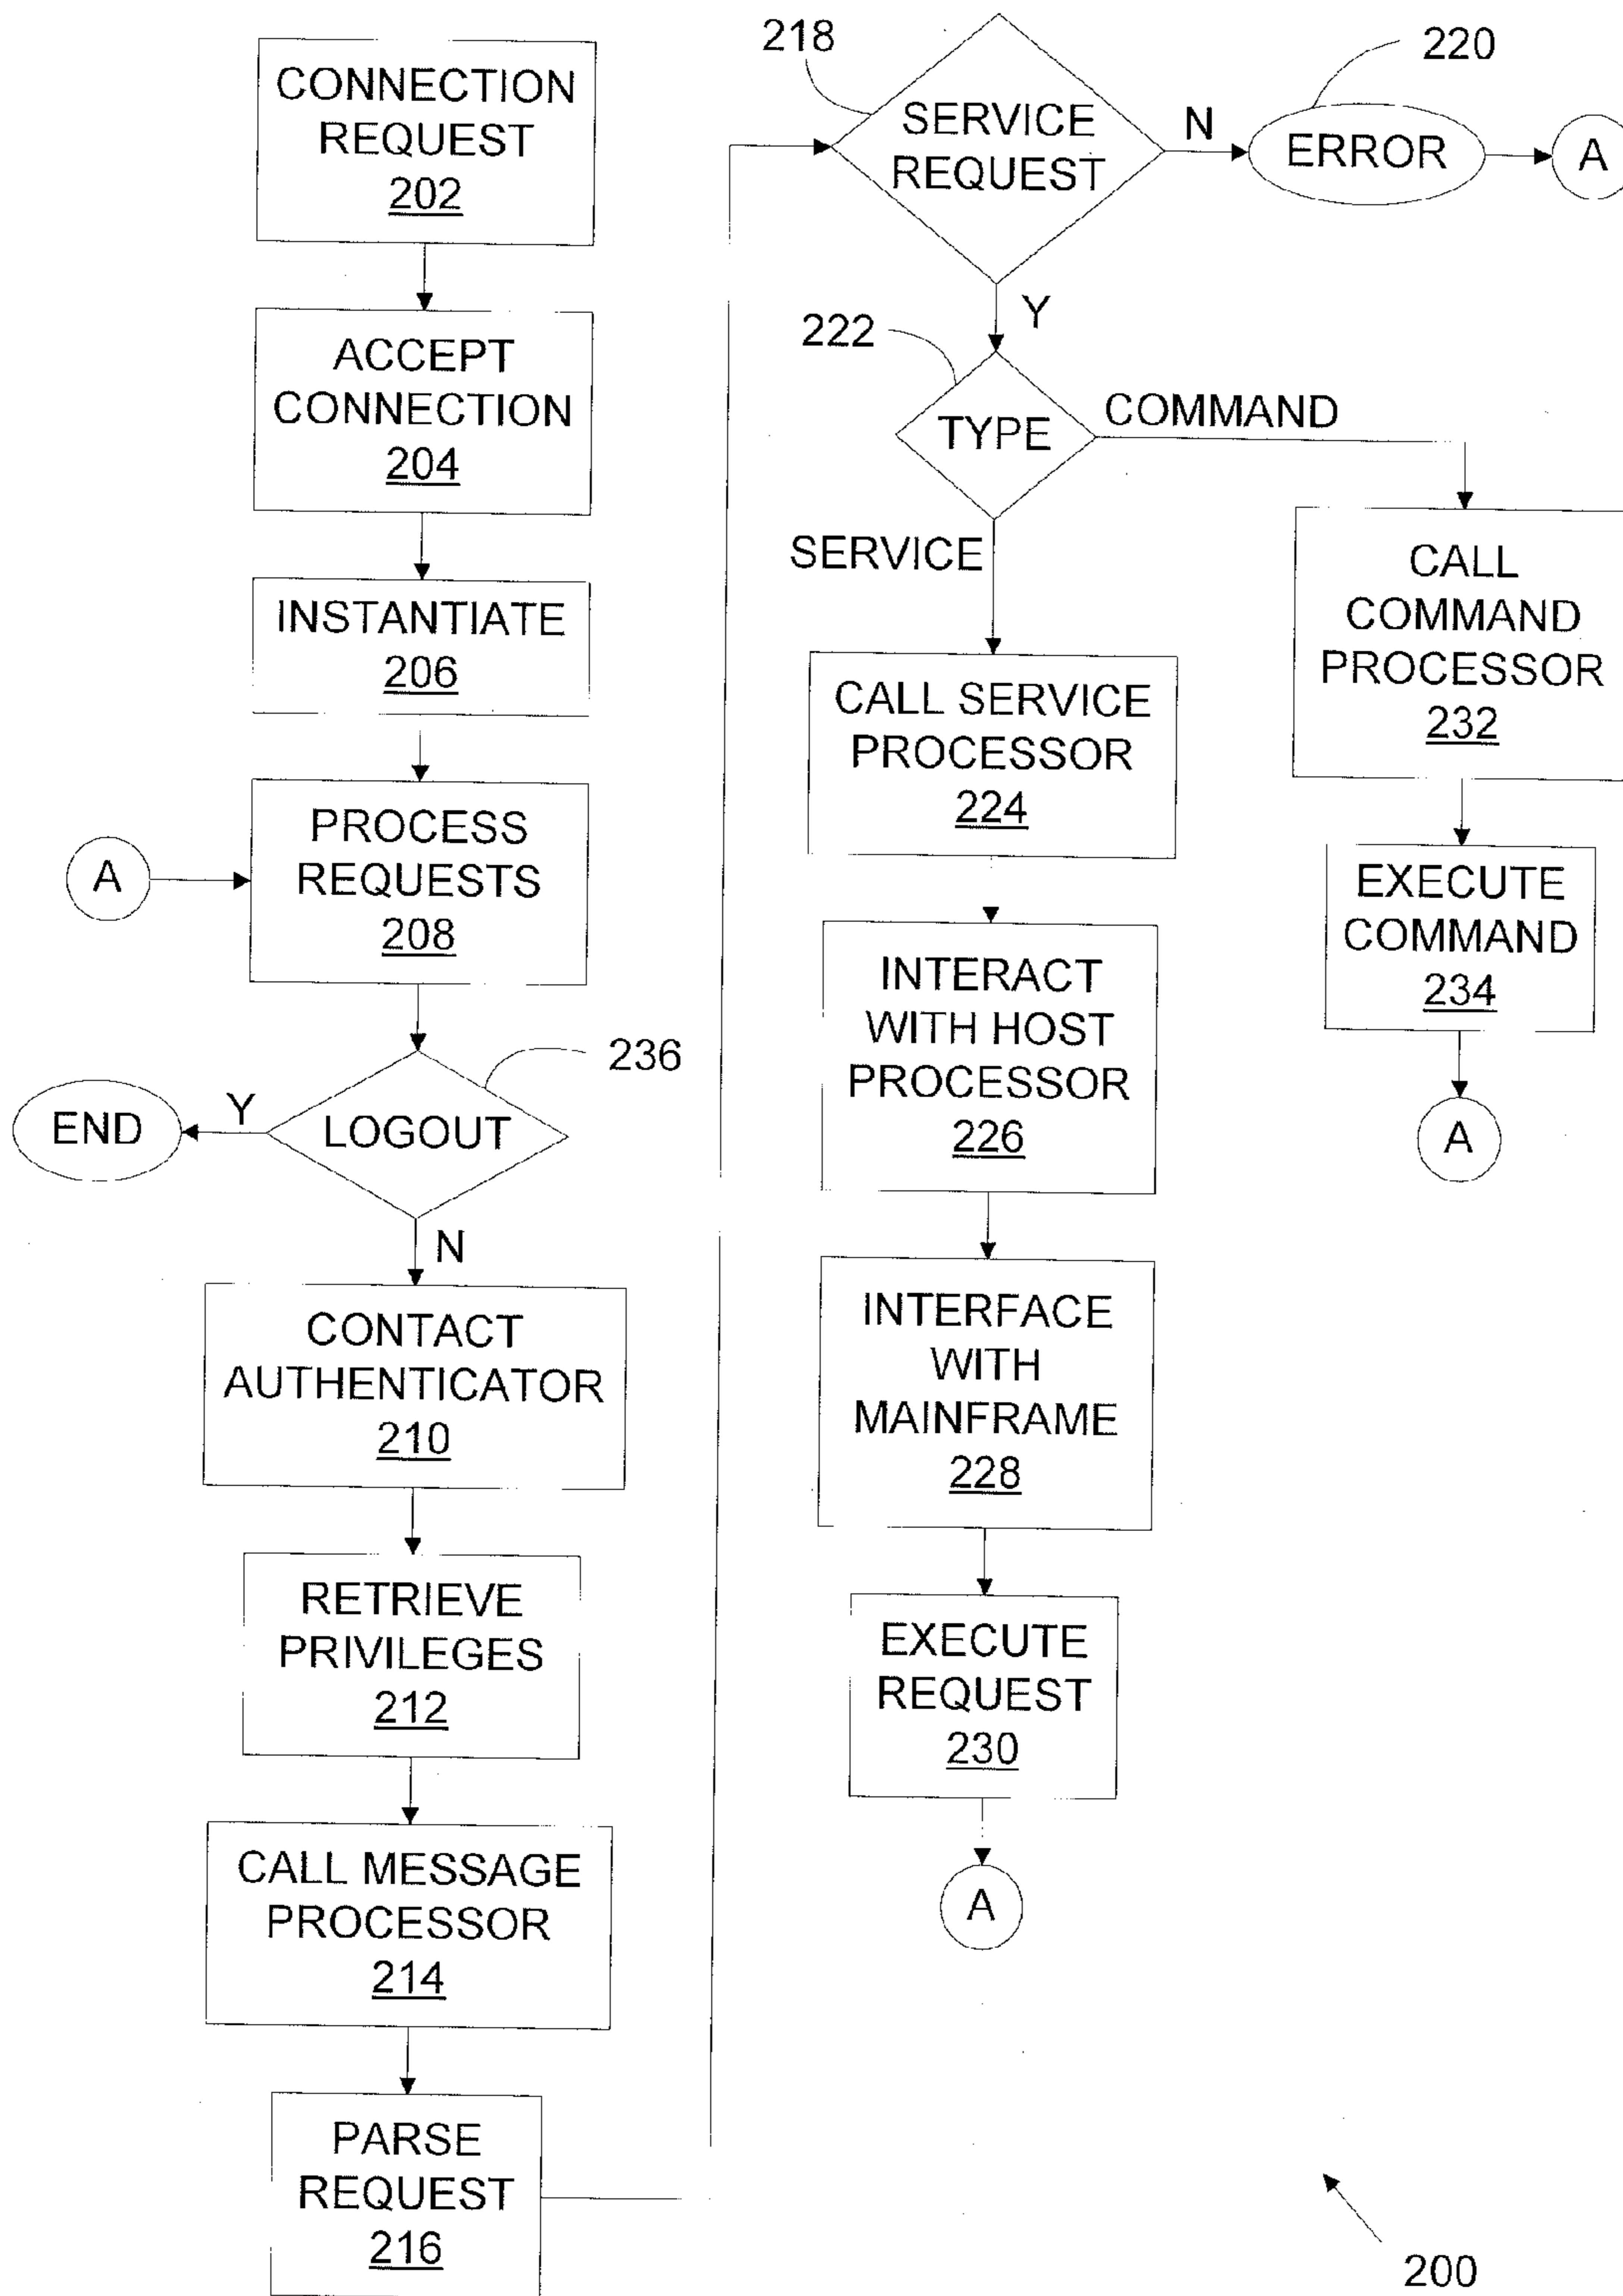 CONNECTION
REQUEST
202
ACCEPT
CONNECTION
204
INSTANTIATE
206
A
PROCESS
REQUESTS
208
236
END
Y
LOGOUT
N
CONTACT
AUTHENTICATOR
210
RETRIEVE
PRIVILEGES
212
CALL MESSAGE
PROCESSOR
214
PARSE
REQUEST
216
218
SERVICE
REQUEST
N
220
ERROR
A
Y
222
TYPE
COMMAND
SERVICE
CALL SERVICE
PROCESSOR
224
INTERACT
WITH HOST
PROCESSOR
226
INTERFACE
WITH
MAINFRAME
228
EXECUTE
REQUEST
230
A
CALL
COMMAND
PROCESSOR
232
EXECUTE
COMMAND
234
A
200